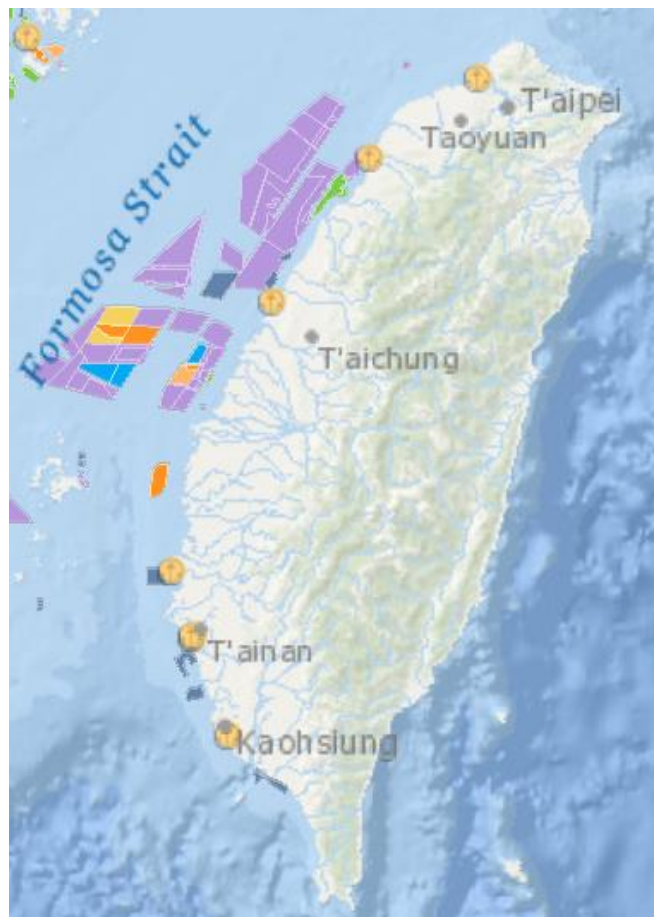 T'aipei
Taoyuan
Formosa Strait
T'aichung
T'ainan
Kaohsiung